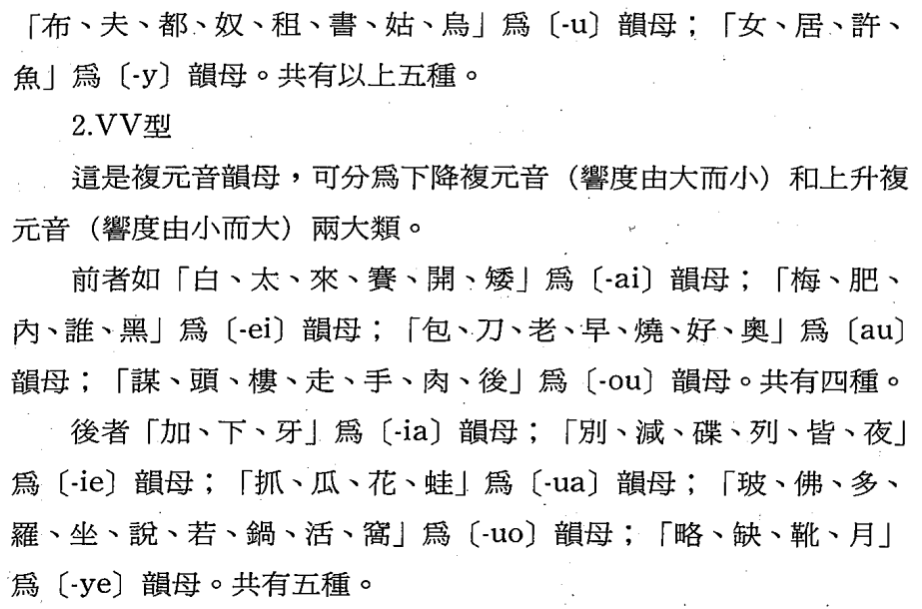 「布、夫、都、奴、租、書、姑、烏」爲〔-u〕韻母；「女、居、許、
魚」爲〔-y〕韻母。共有以上五種。
2.VV型
這是複元音韻母，可分爲下降複元音（響度由大而小）和上升複
元音（響度由小而大）兩大類。
前者如「白、太、來、賽、開、矮」爲〔-ai〕韻母；「梅、肥、
內、誰、黑」爲〔-ei〕韻母；「包、刀、老、早、燒、好、奧」爲〔au〕
韻母；「謀、頭、樓、走、手、肉、後」爲〔-ou〕韻母。共有四種。
後者「加、下、牙」爲〔-ia〕韻母；「別、滅、碟、列、皆、夜」
爲〔-ie〕韻母；「抓、瓜、花、蛙」爲〔-ua〕韻母；「玻、佛、多、
羅、坐、說、若、鍋、活、窩」爲〔-uo〕韻母；「略、缺、靴、月」
爲〔-ye〕韻母。共有五種。